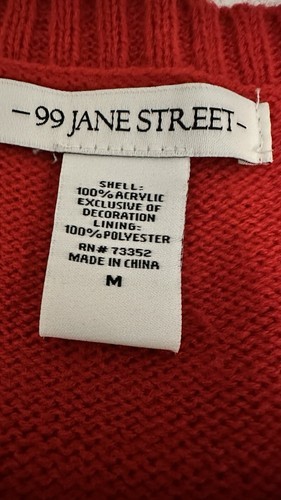 -99 JANE STREET-
SHELL:
100% ACRYLIC
EXCLUSIVE OF
DECORATION
LINING:
100% POLYESTER
RN# 73352
MADE IN CHINA
M